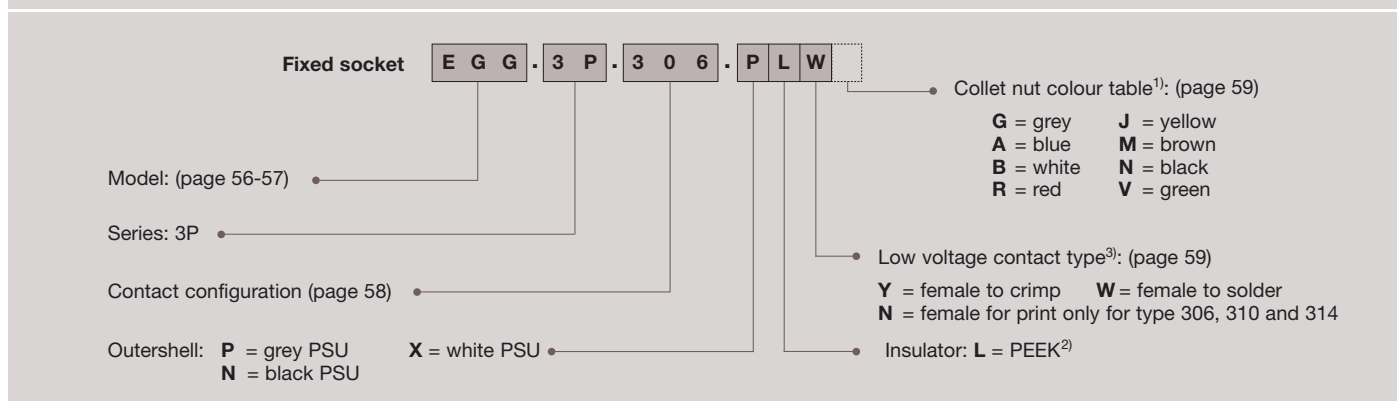 Fixed socket E G G . 3 P . 3 0 6 . P L W
Collet nut colour table1): (page 59)
G = grey J = yellow
A = blue M = brown
B = white N = black
R = red V = green
Model: (page 56-57)
Series: 3P
Low voltage contact type3): (page 59)
Y = female to crimp W = female to solder
N = female for print only for type 306, 310 and 314
Contact configuration (page 58)
Outershell: P = grey PSU X = white PSU
N = black PSU
Insulator: L = PEEK2)